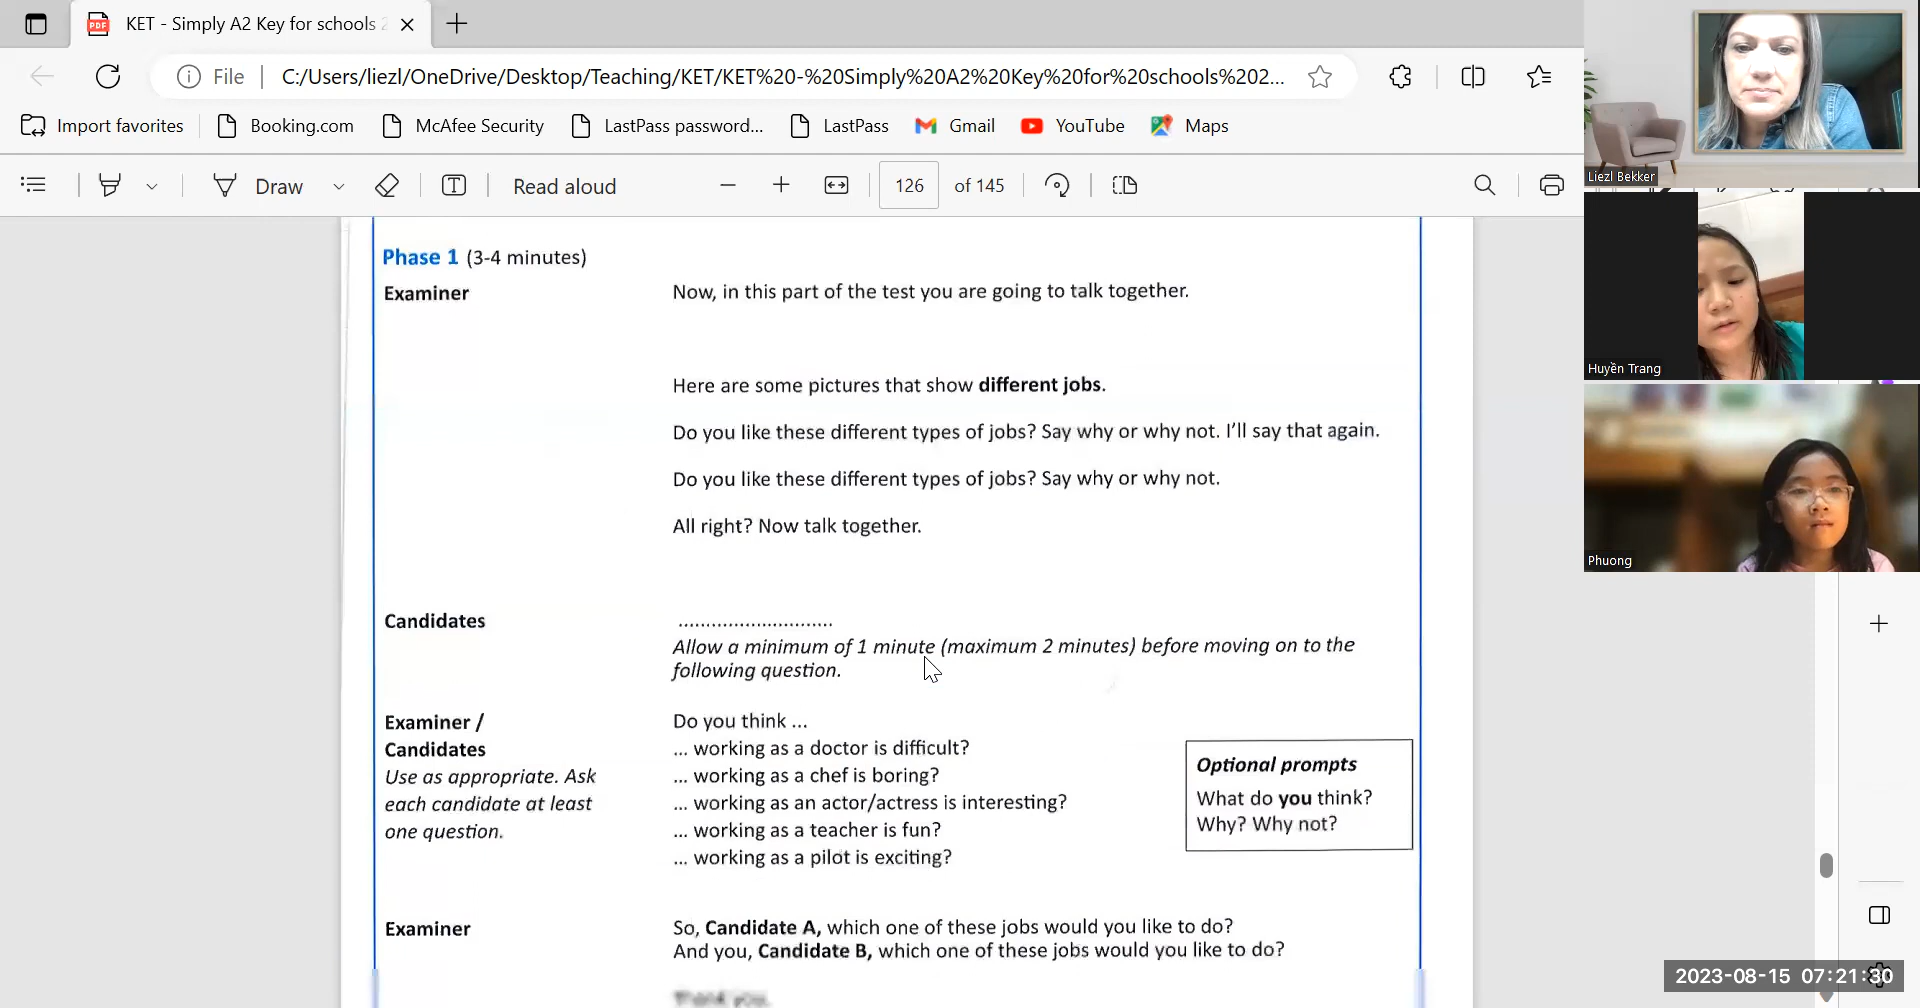 KET - Simply A2 Key for schools 2
File
C:/Users/liezl/OneDrive/Desktop/Teaching/KET/KET%20-%20Simply%20A2%20Key%20for%20schools%202...
Import favorites
Booking.com
McAfee Security
LastPass password...
LastPass
Gmail
YouTube
Maps
Draw
Read aloud
126
of 145
Liezl Bekker
Huyền Trang
Phuong
Phase 1 (3-4 minutes)
Examiner
Now, in this part of the test you are going to talk together.
Here are some pictures that show different jobs.
Do you like these different types of jobs? Say why or why not. I'll say that again.
Do you like these different types of jobs? Say why or why not.
All right? Now talk together.
Candidates
............................
Allow a minimum of 1 minute (maximum 2 minutes) before moving on to the
following question.
Examiner /
Candidates
Use as appropriate. Ask
each candidate at least
one question.
Do you think ...
... working as a doctor is difficult?
... working as a chef is boring?
... working as an actor/actress is interesting?
... working as a teacher is fun?
... working as a pilot is exciting?
Optional prompts
What do you think?
Why? Why not?
Examiner
So, Candidate A, which one of these jobs would you like to do?
And you, Candidate B, which one of these jobs would you like to do?
Thank you.
2023-08-15 07:21:30